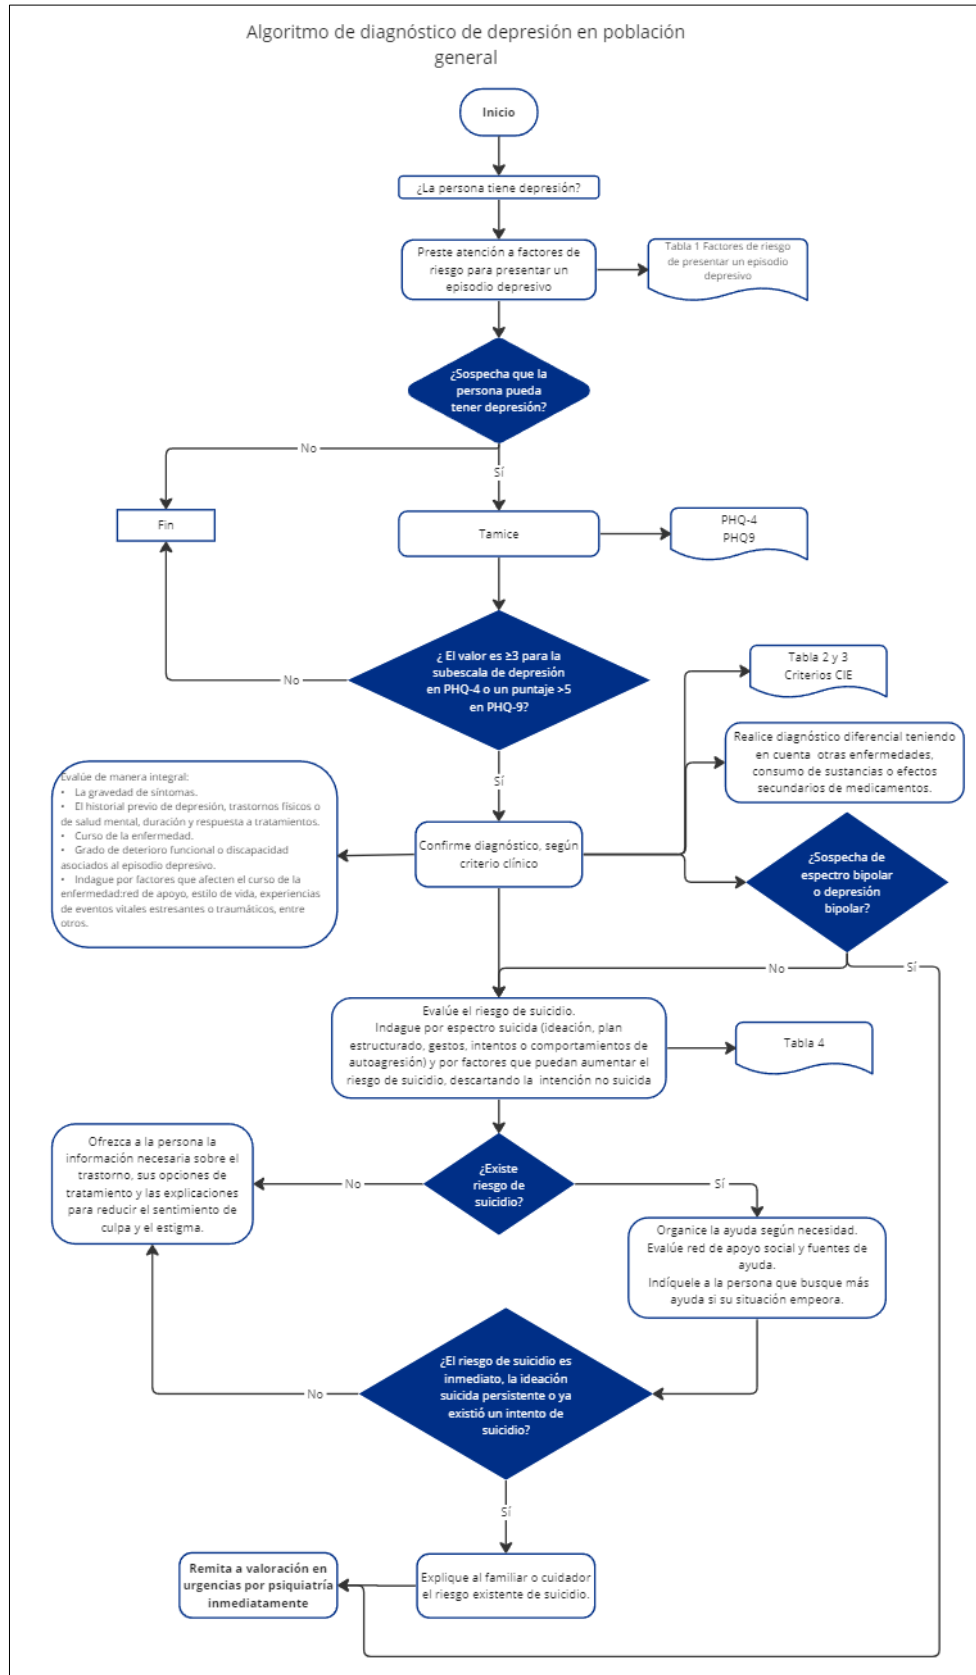 Algoritmo de diagnóstico de depresión en población
general
Inicio
¿La persona tiene depresión?
Preste atención a factores de
riesgo para presentar un
episodio depresivo
Tabla 1 Factores de riesgo
de presentar un episodio
depresivo
¿Sospecha que la
persona pueda
tener depresión?
No
Sí
Fin
Tamice
PHQ-4
PHQ9
¿ El valor es ≥3 para la
subescala de depresión
en PHQ-4 o un puntaje >5
en PHQ-9?
No
Sí
Tabla 2 y 3
Criterios CIE
Realice diagnóstico diferencial teniendo
en cuenta otras enfermedades,
consumo de sustancias o efectos
secundarios de medicamentos.
Evalúe de manera integral:
• La gravedad de síntomas.
• El historial previo de depresión, trastornos físicos o
de salud mental, duración y respuesta a tratamientos.
• Curso de la enfermedad.
• Grado de deterioro funcional o discapacidad
asociados al episodio depresivo.
• Indague por factores que afecten el curso de la
enfermedad:red de apoyo, estilo de vida, experiencias
de eventos vitales estresantes o traumáticos, entre
otros.
Confirme diagnóstico, según
criterio clínico
¿Sospecha de
espectro bipolar
o depresión
bipolar?
No
Sí
Evalúe el riesgo de suicidio.
Indague por espectro suicida (ideación, plan
estructurado, gestos, intentos o comportamientos de
autoagresión) y por factores que puedan aumentar el
riesgo de suicidio, descartando la intención no suicida
Tabla 4
¿Existe
riesgo de
suicidio?
No
Sí
Ofrezca a la persona la
información necesaria sobre el
trastorno, sus opciones de
tratamiento y las explicaciones
para reducir el sentimiento de
culpa y el estigma.
Organice la ayuda según necesidad.
Evalúe red de apoyo social y fuentes de
ayuda.
Indíquele a la persona que busque más
ayuda si su situación empeora.
¿El riesgo de suicidio es
inmediato, la ideación
suicida persistente o ya
existió un intento de
suicidio?
No
Sí
Remita a valoración en
urgencias por psiquiatría
inmediatamente
Explique al familiar o cuidador
el riesgo existente de suicidio.